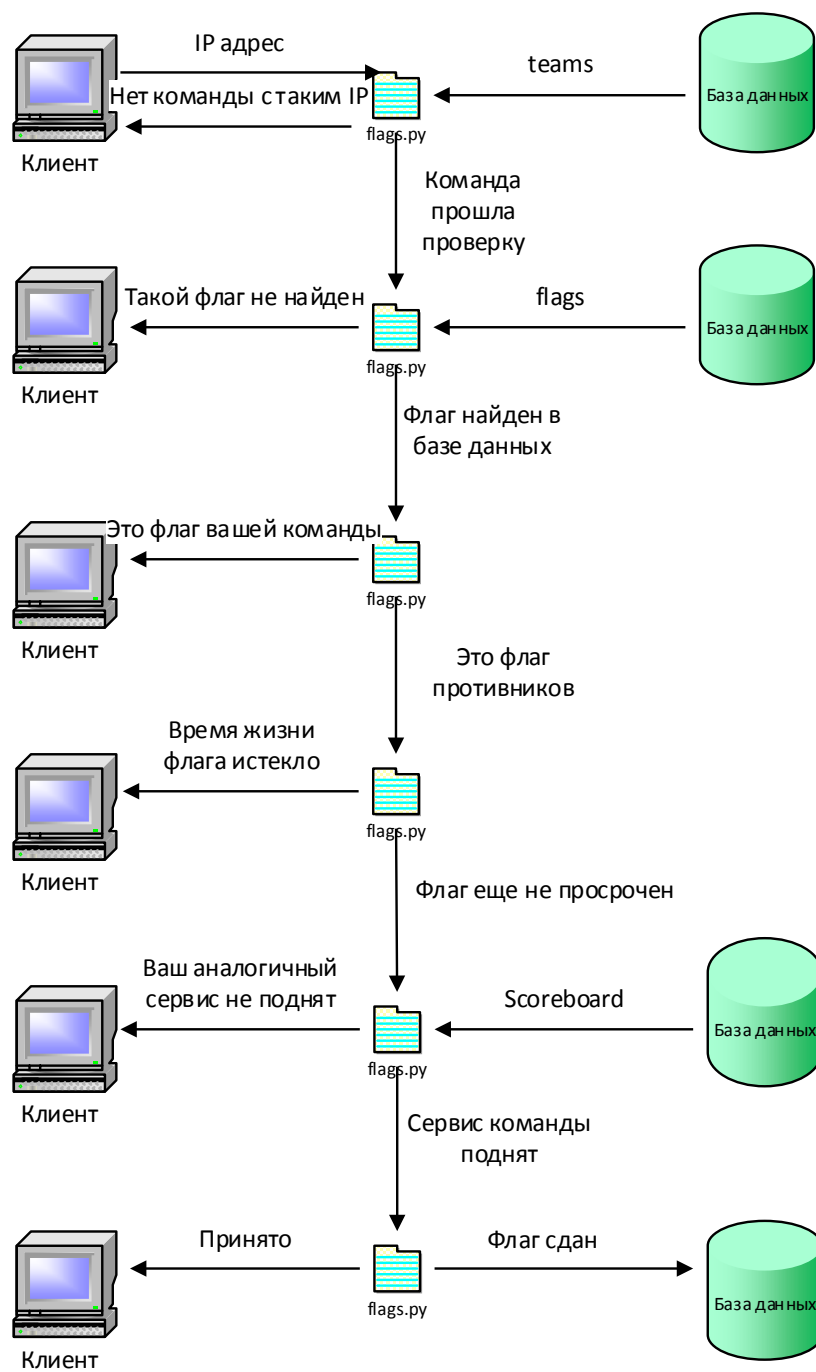 IP адрес
teams
База данных
Нет команды с таким IP
flags.py
Клиент
Команда
прошла
проверку
Такой флаг не найден
flags
База данных
flags.py
Клиент
Флаг найден в
базе данных
Это флаг вашей команды
flags.py
Клиент
Это флаг
противников
Время жизни
флага истекло
flags.py
Клиент
Флаг еще не просрочен
Ваш аналогичный
сервис не поднят
Scoreboard
База данных
flags.py
Клиент
Сервис команды
поднят
Принято
Флаг сдан
База данных
flags.py
Клиент